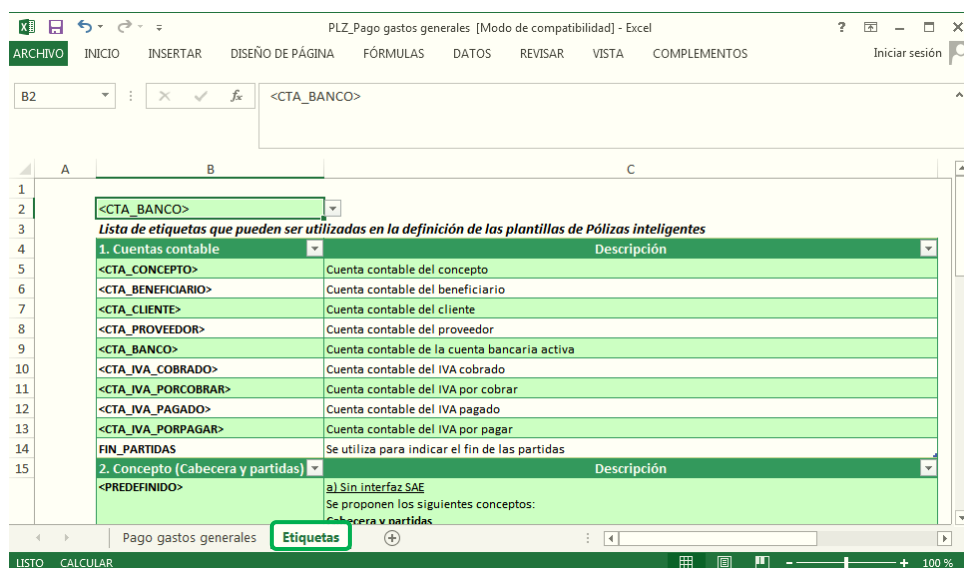 PLZ_Pago gastos generales [Modo de compatibilidad] - Excel ?
ARCHIVO INICIO INSERTAR DISEÑO DE PÁGINA FÓRMULAS DATOS REVISAR VISTA COMPLEMENTOS Iniciar sesión
B2 fx <CTA_BANCO>
A B C
1
2 <CTA_BANCO>
3 Lista de etiquetas que pueden ser utilizadas en la definición de las plantillas de Pólizas inteligentes
4 1. Cuentas contable Descripción
5 <CTA_CONCEPTO> Cuenta contable del concepto
6 <CTA_BENEFICIARIO> Cuenta contable del beneficiario
7 <CTA_CLIENTE> Cuenta contable del cliente
8 <CTA_PROVEEDOR> Cuenta contable del proveedor
9 <CTA_BANCO> Cuenta contable de la cuenta bancaria activa
10 <CTA_IVA_COBRADO> Cuenta contable del IVA cobrado
11 <CTA_IVA_PORCOBRAR> Cuenta contable del IVA por cobrar
12 <CTA_IVA_PAGADO> Cuenta contable del IVA pagado
13 <CTA_IVA_PORPAGAR> Cuenta contable del IVA por pagar
14 FIN_PARTIDAS Se utiliza para indicar el fin de las partidas
15 2. Concepto (Cabecera y partidas) Descripción
<PREDEFINIDO> a) Sin interfaz SAE
Se proponen los siguientes conceptos:
Cabecera y partidas
Pago gastos generales Etiquetas
LISTO CALCULAR 100 %